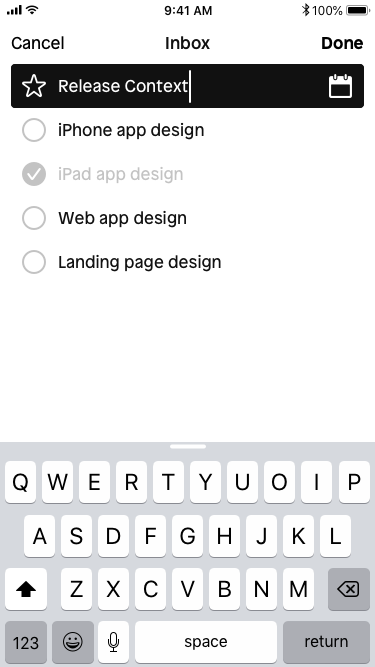 9:41 AM 100%
Cancel Inbox Done
Release Context
iPhone app design
iPad app design
Web app design
Landing page design
Q W E R T Y U O I P
A S D F G H J K L
Z X C V B N M
123 space return